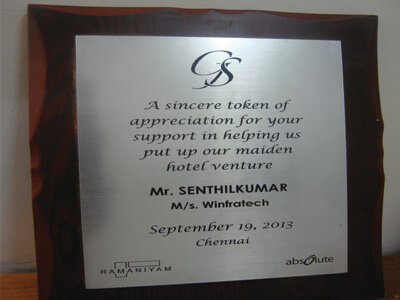 GS
A sincere token of
appreciation for your
support in helping us
put up our maiden
hotel venture
Mr. SENTHILKUMAR
M/s. Winfratech
September 19, 2013
Chennai
RAMANIYAM
absOlute